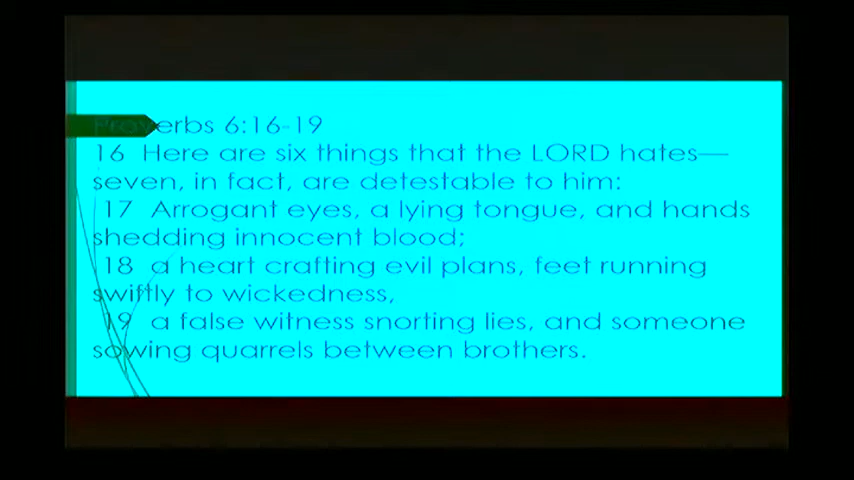 Proverbs 6:16-19
16 Here are six things that the LORD hates—
seven, in fact, are detestable to him:
17 Arrogant eyes, a lying tongue, and hands
shedding innocent blood;
18 a heart crafting evil plans, feet running
swiftly to wickedness,
19 a false witness snorting lies, and someone
sowing quarrels between brothers.